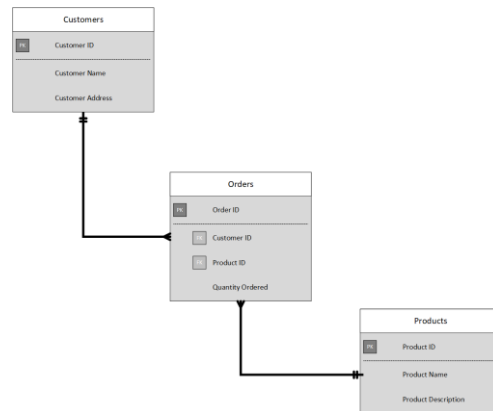 Customers
PK Customer ID
Customer Name
Customer Address
Orders
PK Order ID
FK Customer ID
FK Product ID
Quantity Ordered
Products
PK Product ID
Product Name
Product Description